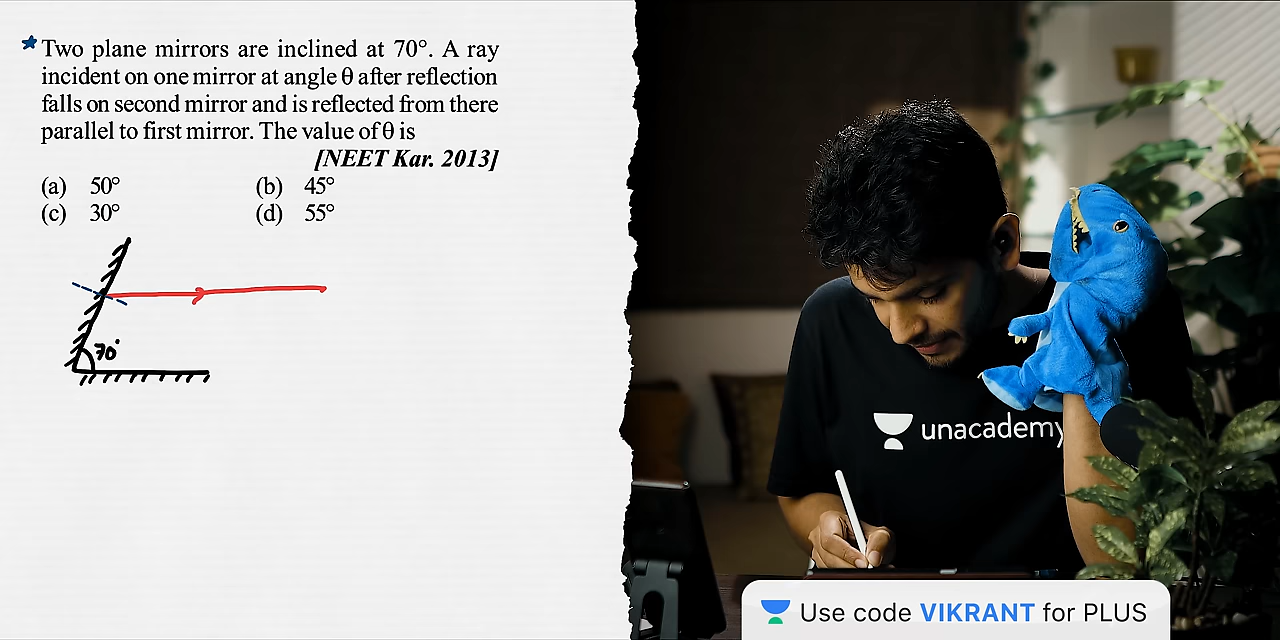 Two plane mirrors are inclined at 70°. A ray
incident on one mirror at angle θ after reflection
falls on second mirror and is reflected from there
parallel to first mirror. The value of θ is
[NEET Kar. 2013]
(a) 50° (b) 45°
(c) 30° (d) 55°
70°
unacademy
Use code VIKRANT for PLUS